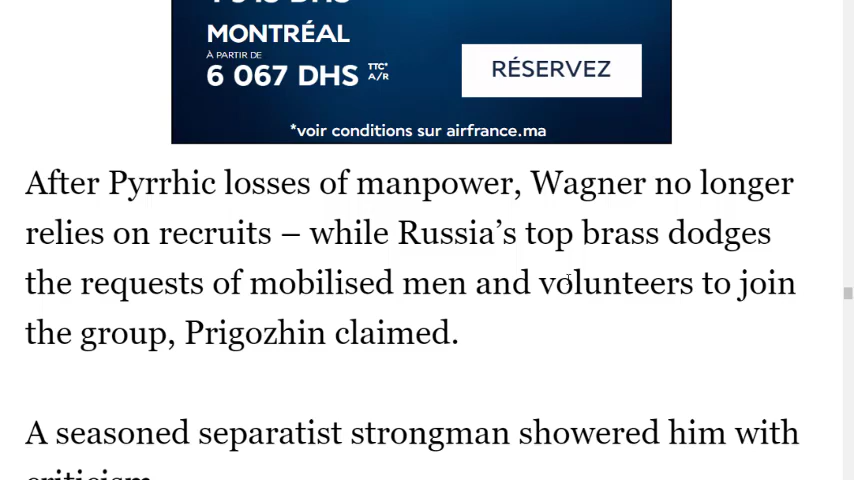 MONTRÉAL
À PARTIR DE
6 067 DHS TTC* A/R
RÉSERVEZ
*voir conditions sur airfrance.ma
After Pyrrhic losses of manpower, Wagner no longer
relies on recruits – while Russia’s top brass dodges
the requests of mobilised men and volunteers to join
the group, Prigozhin claimed.
A seasoned separatist strongman showered him with
criticism